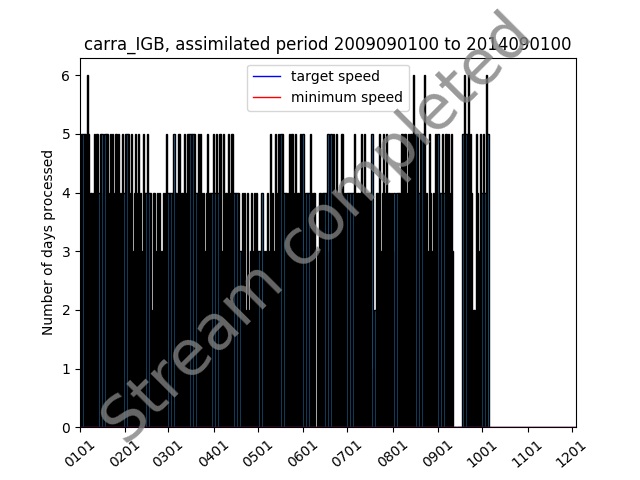 carra_IGB, assimilated period 2009090100 to 2014090100
target speed
minimum speed
Number of days processed
6
5
4
3
2
1
0
0101 0201 0301 0401 0501 0601 0701 0801 0901 1001 1101 1201
Stream completed